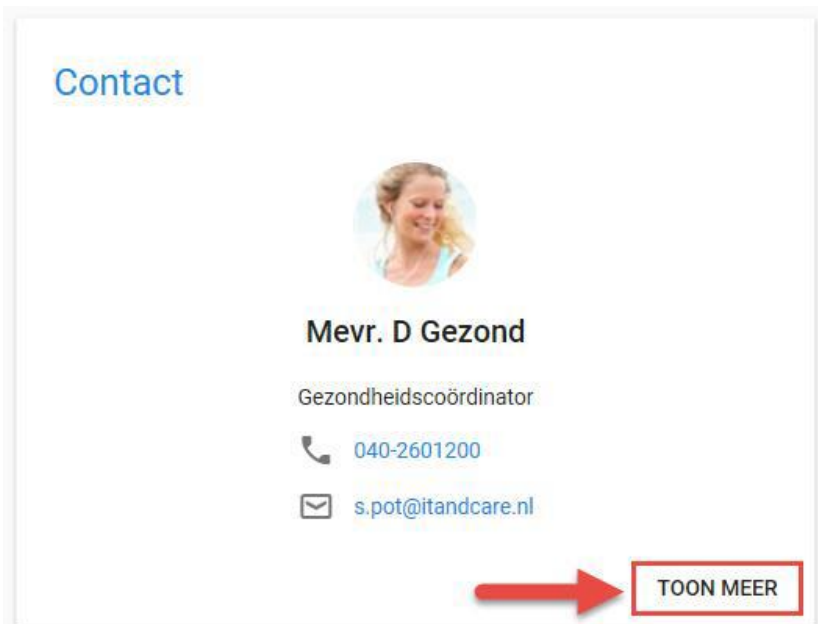 Contact
Mevr. D Gezond
Gezondheidscoördinator
040-2601200
s.pot@itandcare.nl
TOON MEER